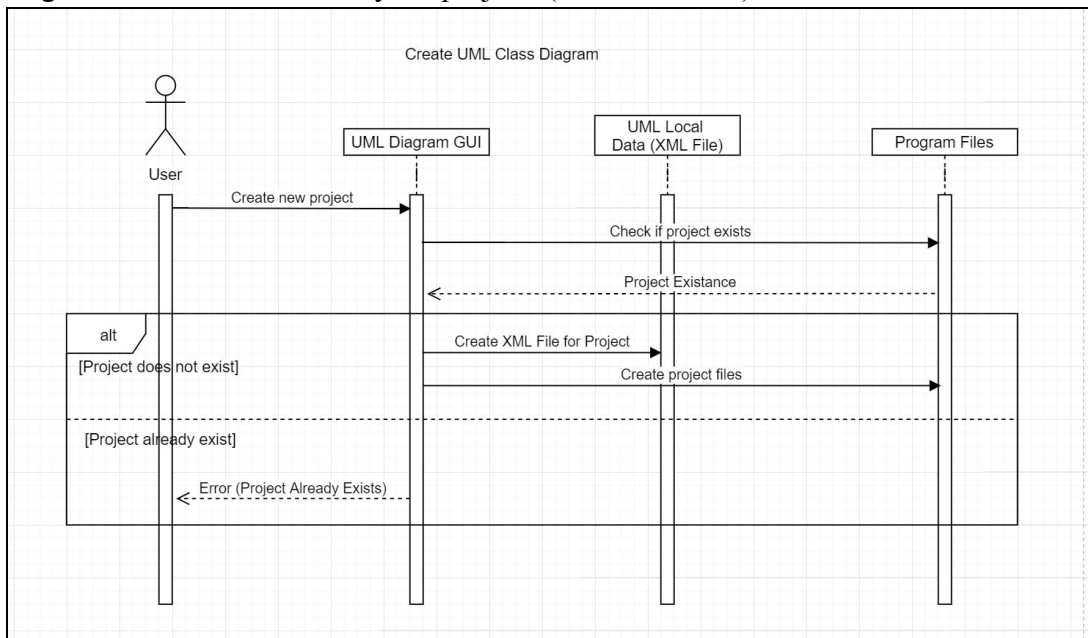 Create UML Class Diagram
User
UML Diagram GUI
UML Local
Data (XML File)
Program Files
Create new project
Check if project exists
Project Existance
alt
[Project does not exist]
Create XML File for Project
Create project files
[Project already exist]
Error (Project Already Exists)